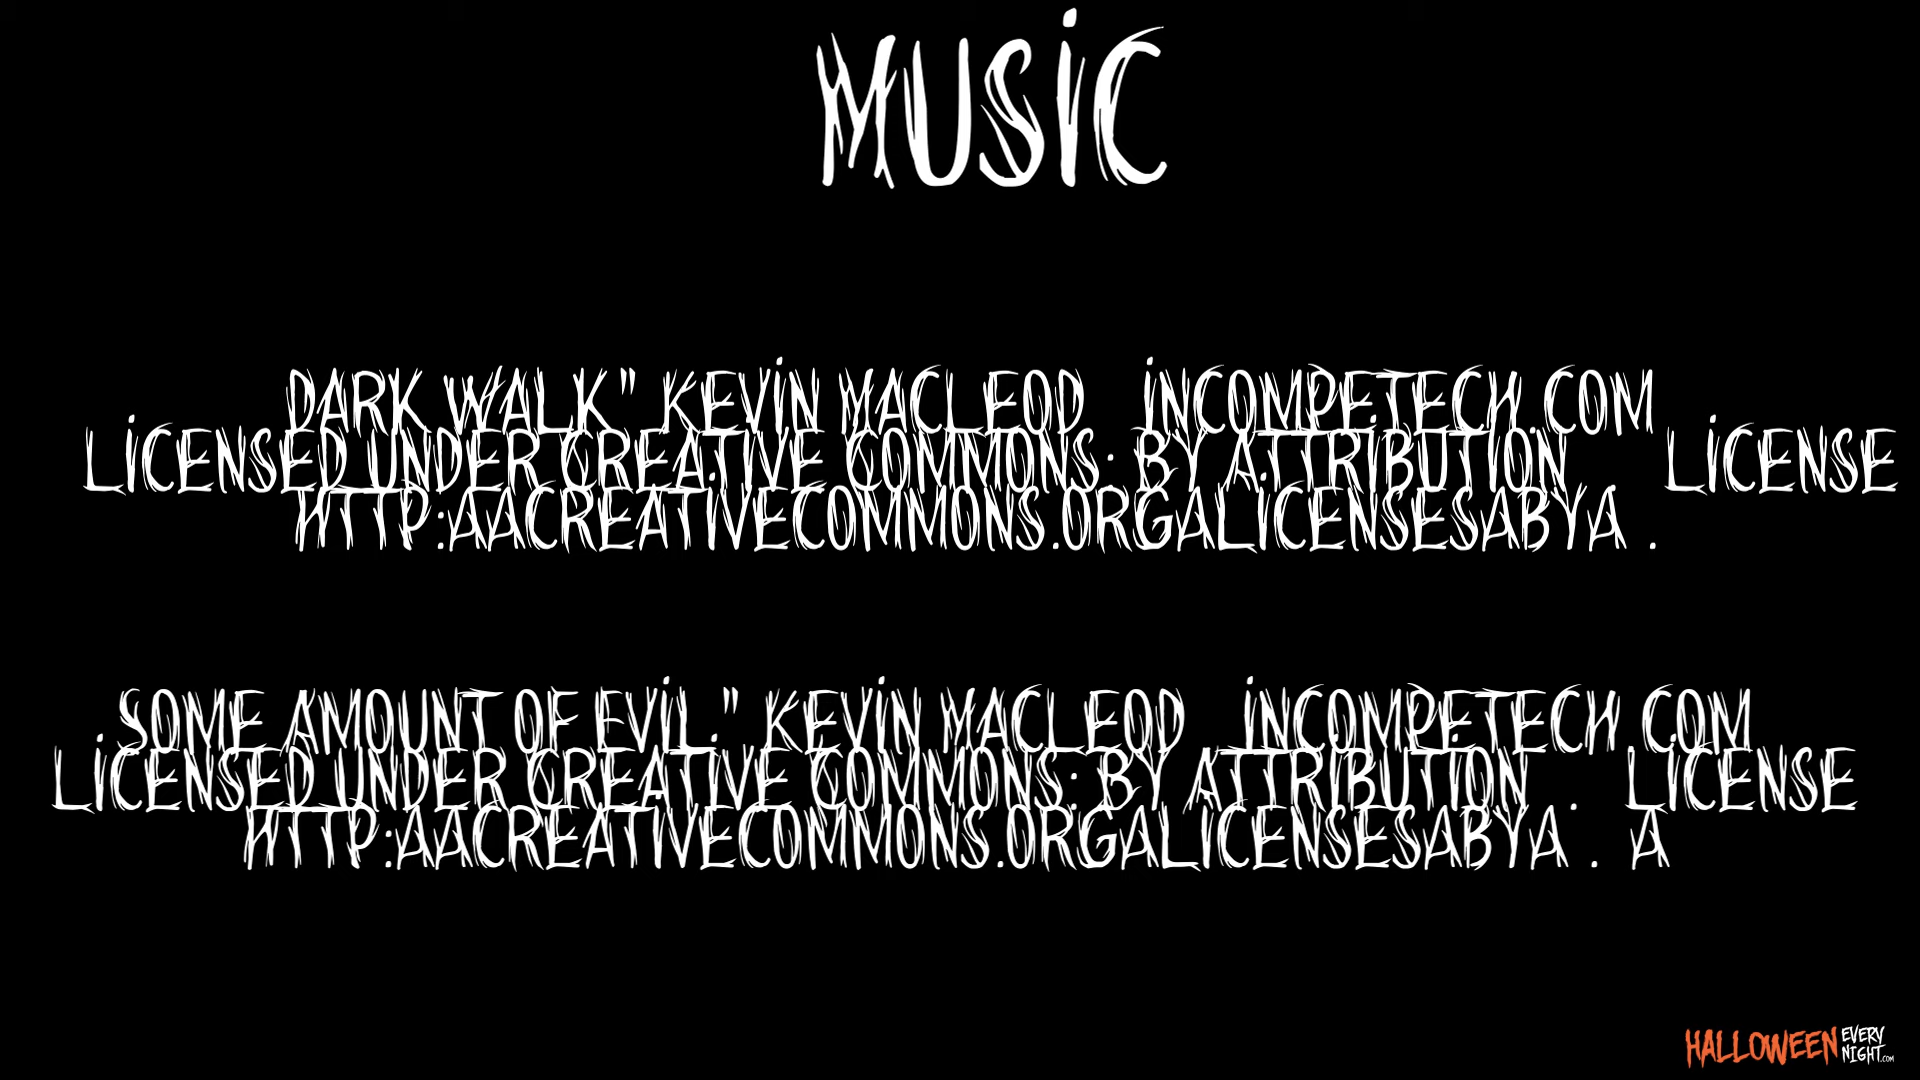 MUSIC
DARK WALK" KEVIN MACLEOD INCOMPETECH.COM
LICENSED UNDER CREATIVE COMMONS: BY ATTRIBUTION . LICENSE
HTTP:AACREATIVECOMMONS.ORGALICENSESABYA .
SOME AMOUNT OF EVIL." KEVIN MACLEOD INCOMPETECH COM
LICENSED UNDER CREATIVE COMMONS: BY ATTRIBUTION . LICENSE
HTTP:AACREATIVECOMMONS.ORGALICENSESABYA . A
HALLOWEEN EVERY NIGHT.COM